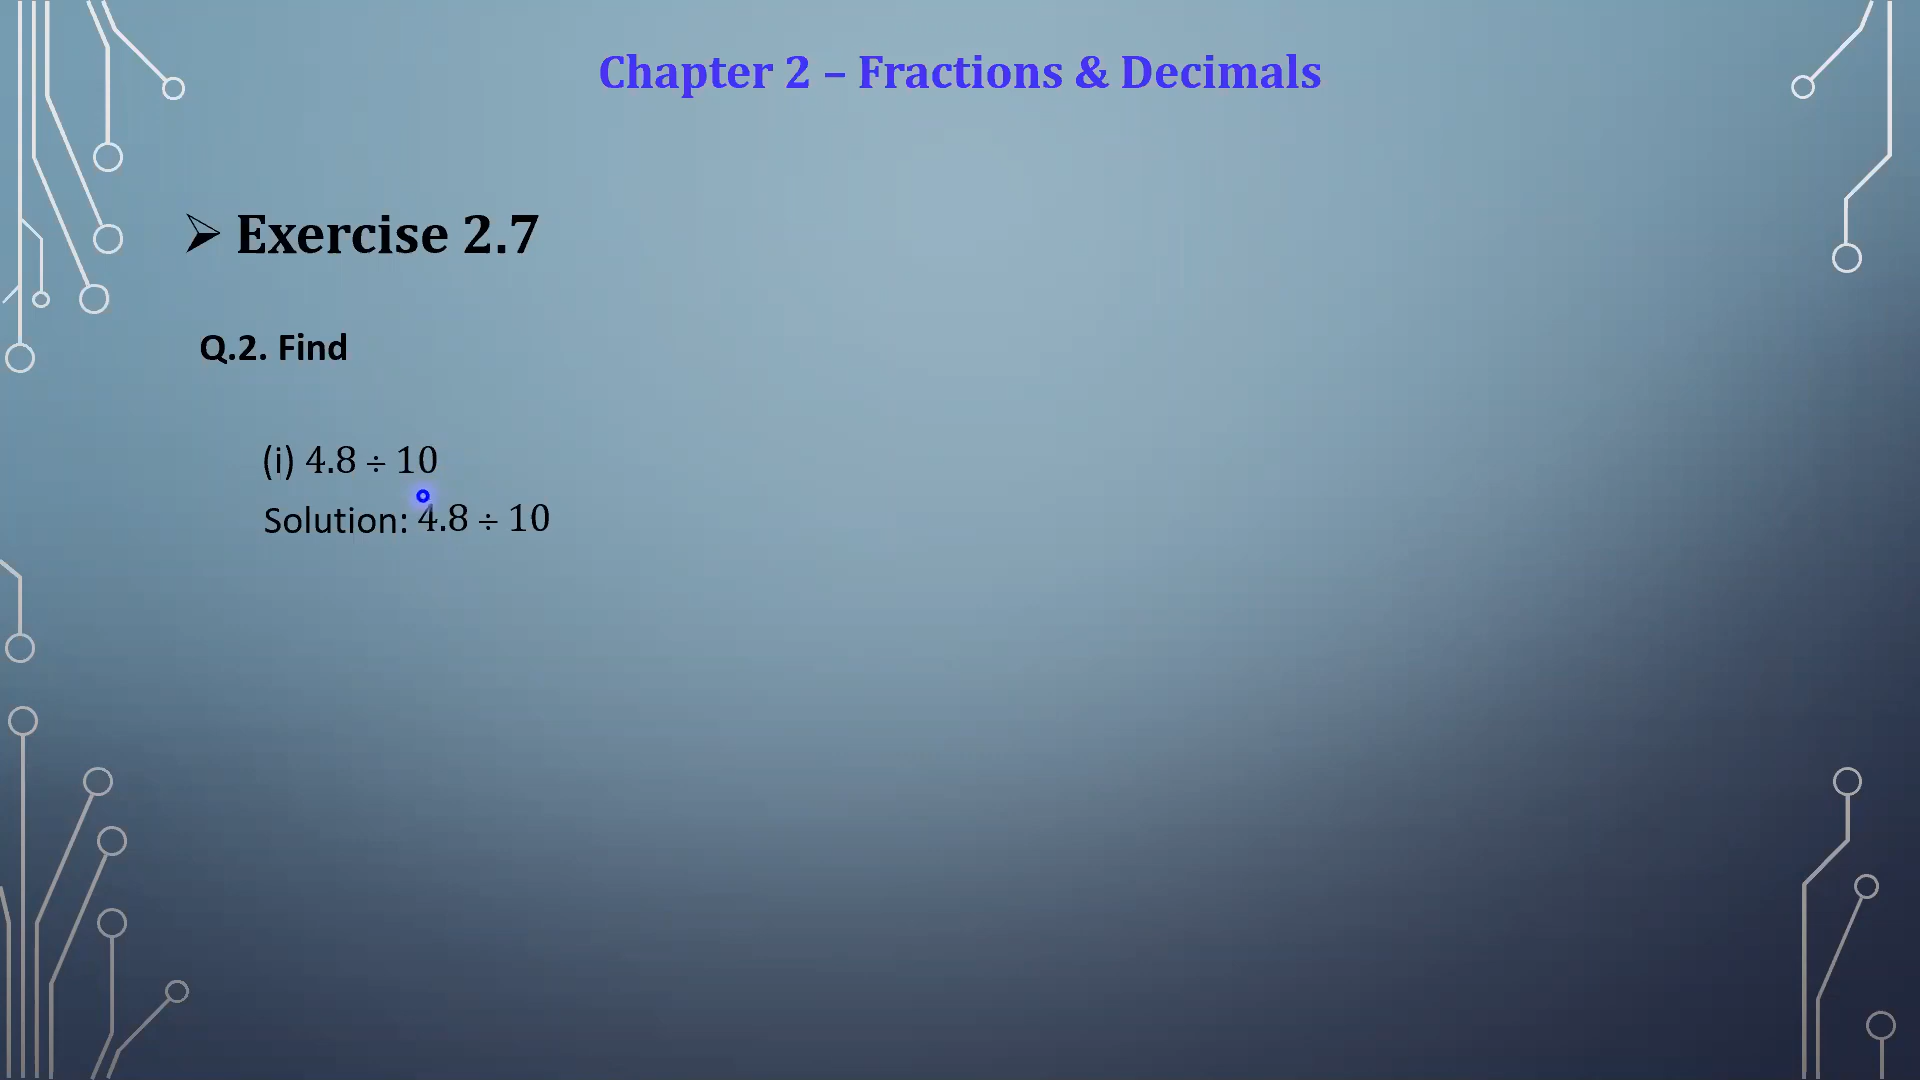 Chapter 2 – Fractions & Decimals
➢ Exercise 2.7
Q.2. Find
(i) 4.8 ÷ 10
Solution: 4.8 ÷ 10